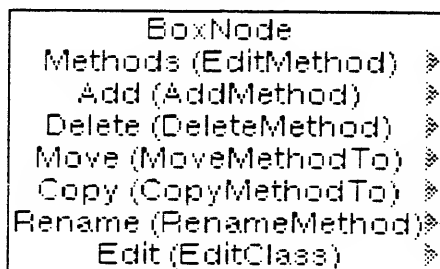 BoxNode
Methods (EditMethod)
Add (AddMethod)
Delete (DeleteMethod)
Move (MoveMethodTo)
Copy (CopyMethodTo)
Rename (RenameMethod)
Edit (EditClass)